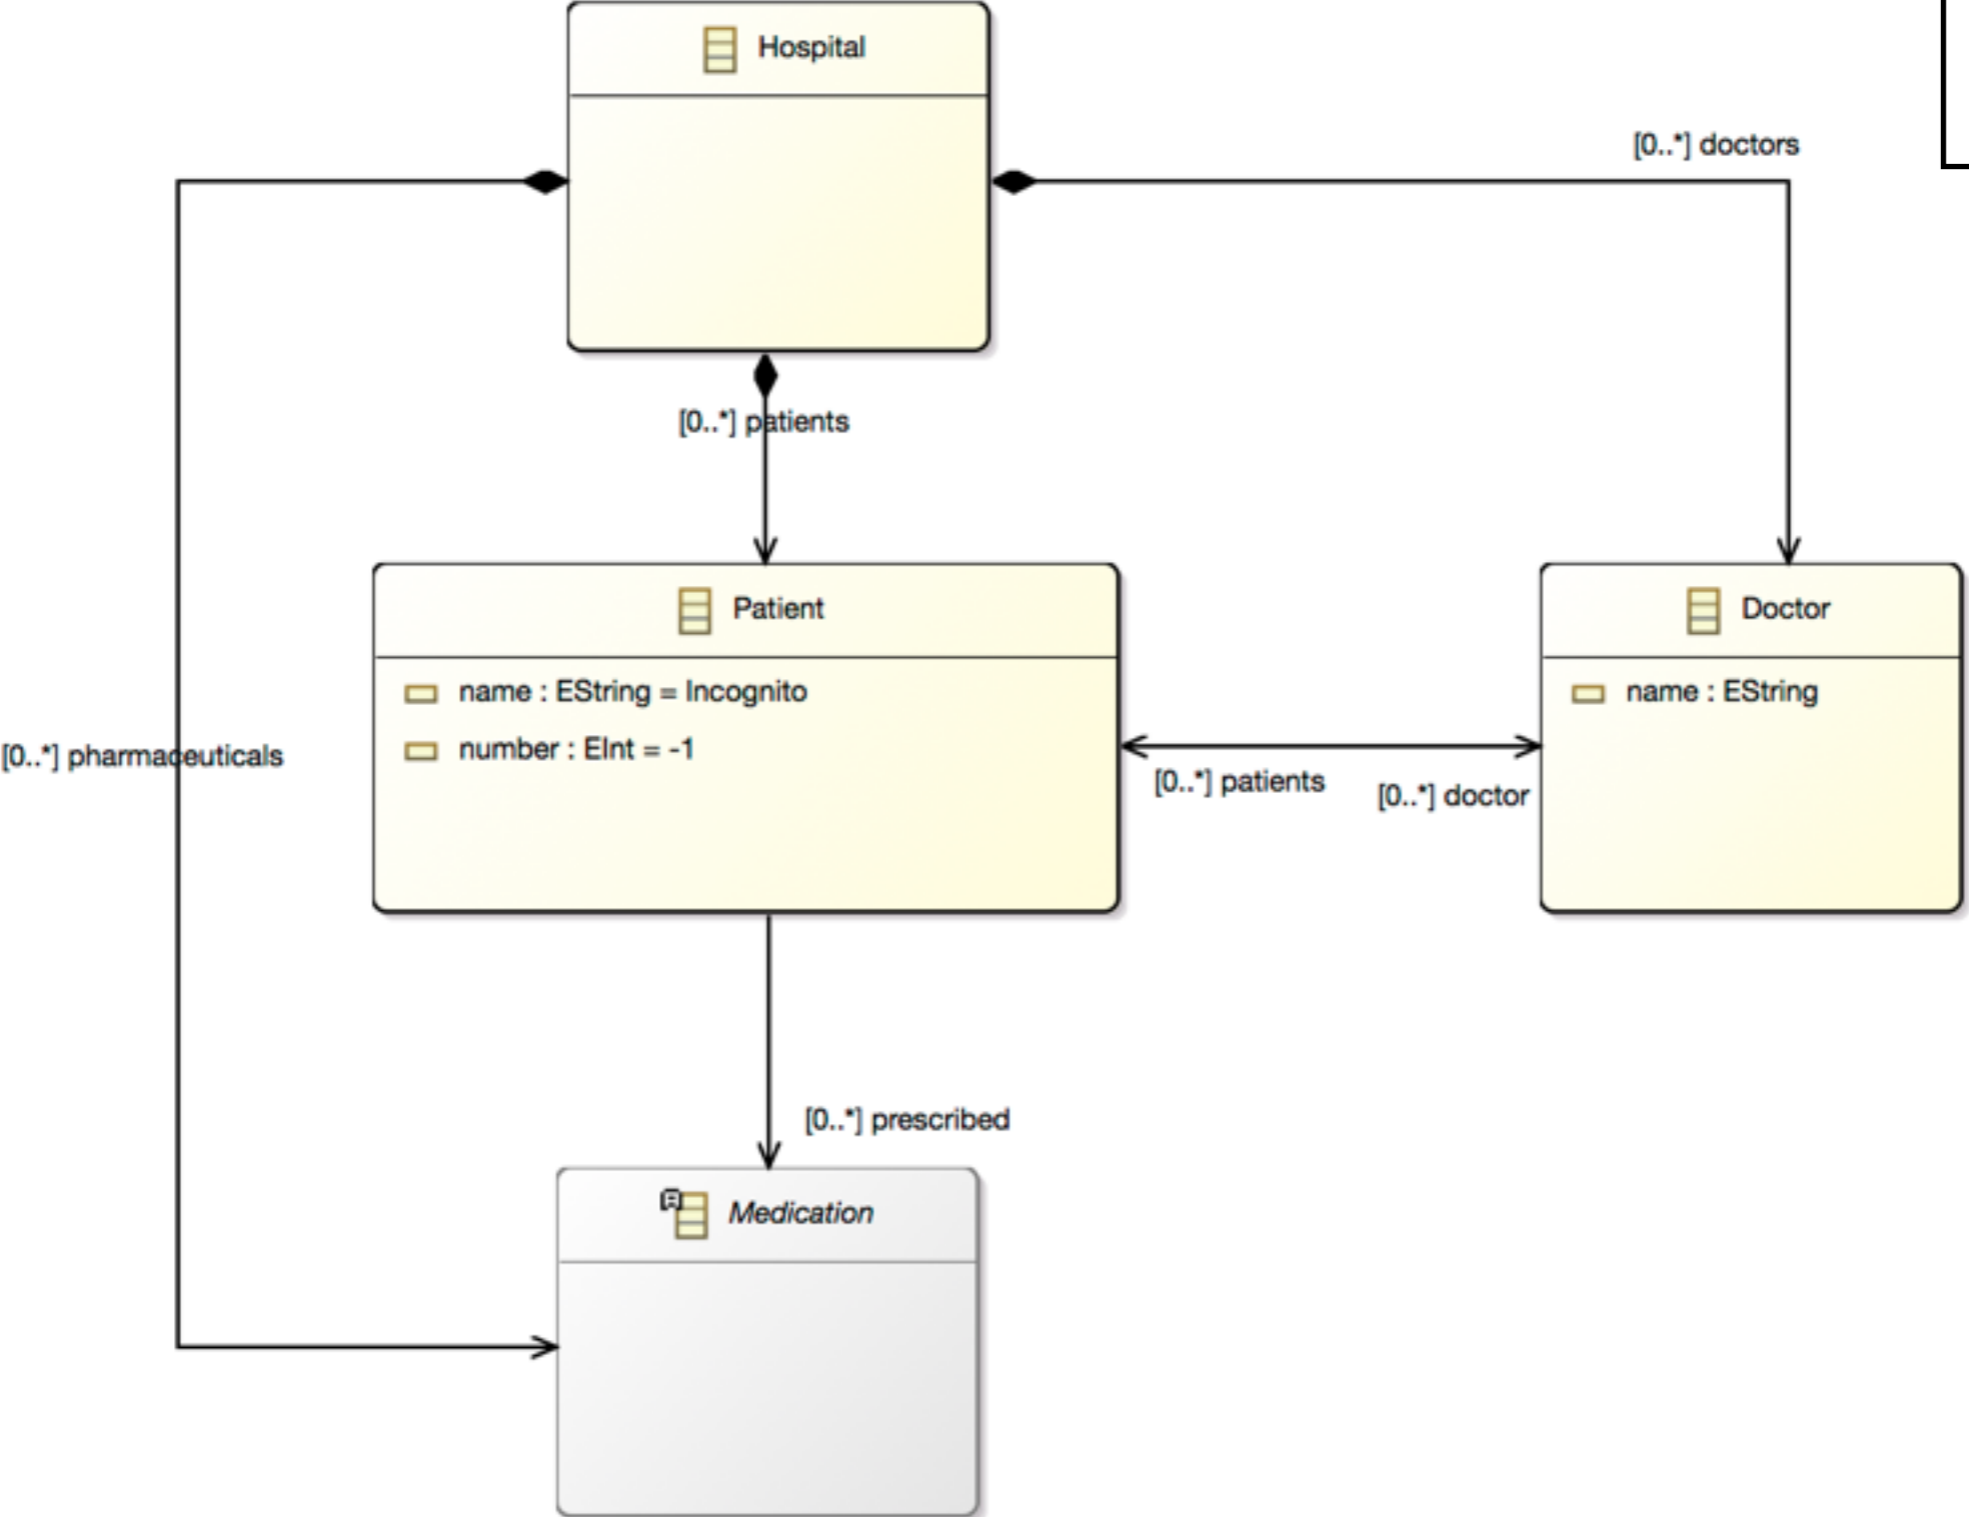 Hospital
[0..*] doctors
[0..*] patients
Patient
name : EString = Incognito
number : EInt = -1
Doctor
name : EString
[0..*] pharmaceuticals
[0..*] patients
[0..*] doctor
[0..*] prescribed
Medication